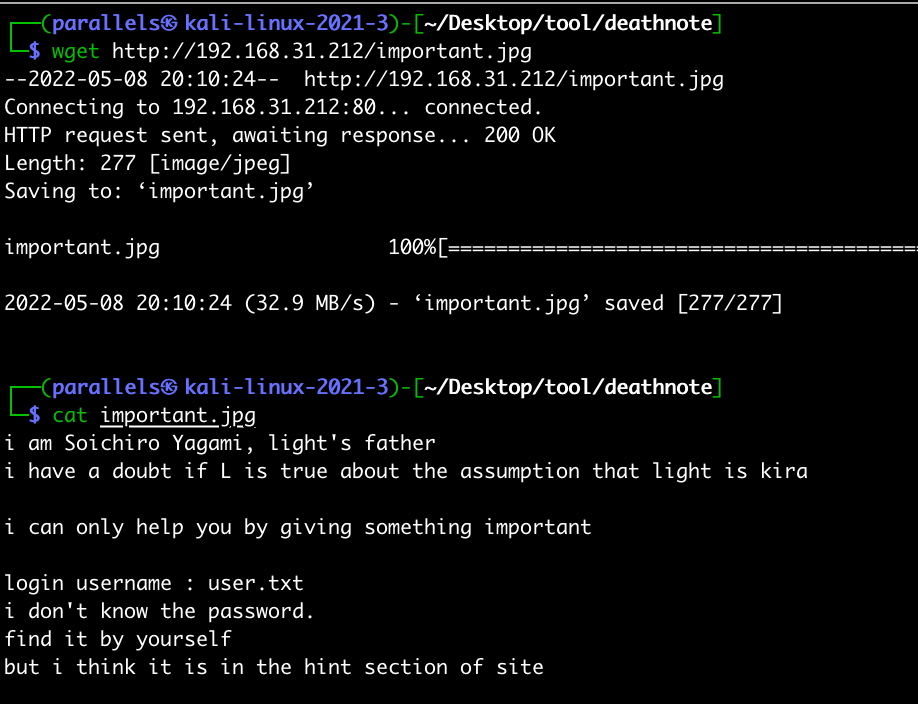 (parallels㉿kali-linux-2021-3)-[~/Desktop/tool/deathnote]
$ wget http://192.168.31.212/important.jpg
--2022-05-08 20:10:24--  http://192.168.31.212/important.jpg
Connecting to 192.168.31.212:80... connected.
HTTP request sent, awaiting response... 200 OK
Length: 277 [image/jpeg]
Saving to: ‘important.jpg’
important.jpg 100%[=======================================
2022-05-08 20:10:24 (32.9 MB/s) - ‘important.jpg’ saved [277/277]
(parallels㉿kali-linux-2021-3)-[~/Desktop/tool/deathnote]
$ cat important.jpg
i am Soichiro Yagami, light's father
i have a doubt if L is true about the assumption that light is kira
i can only help you by giving something important
login username : user.txt
i don't know the password.
find it by yourself
but i think it is in the hint section of site